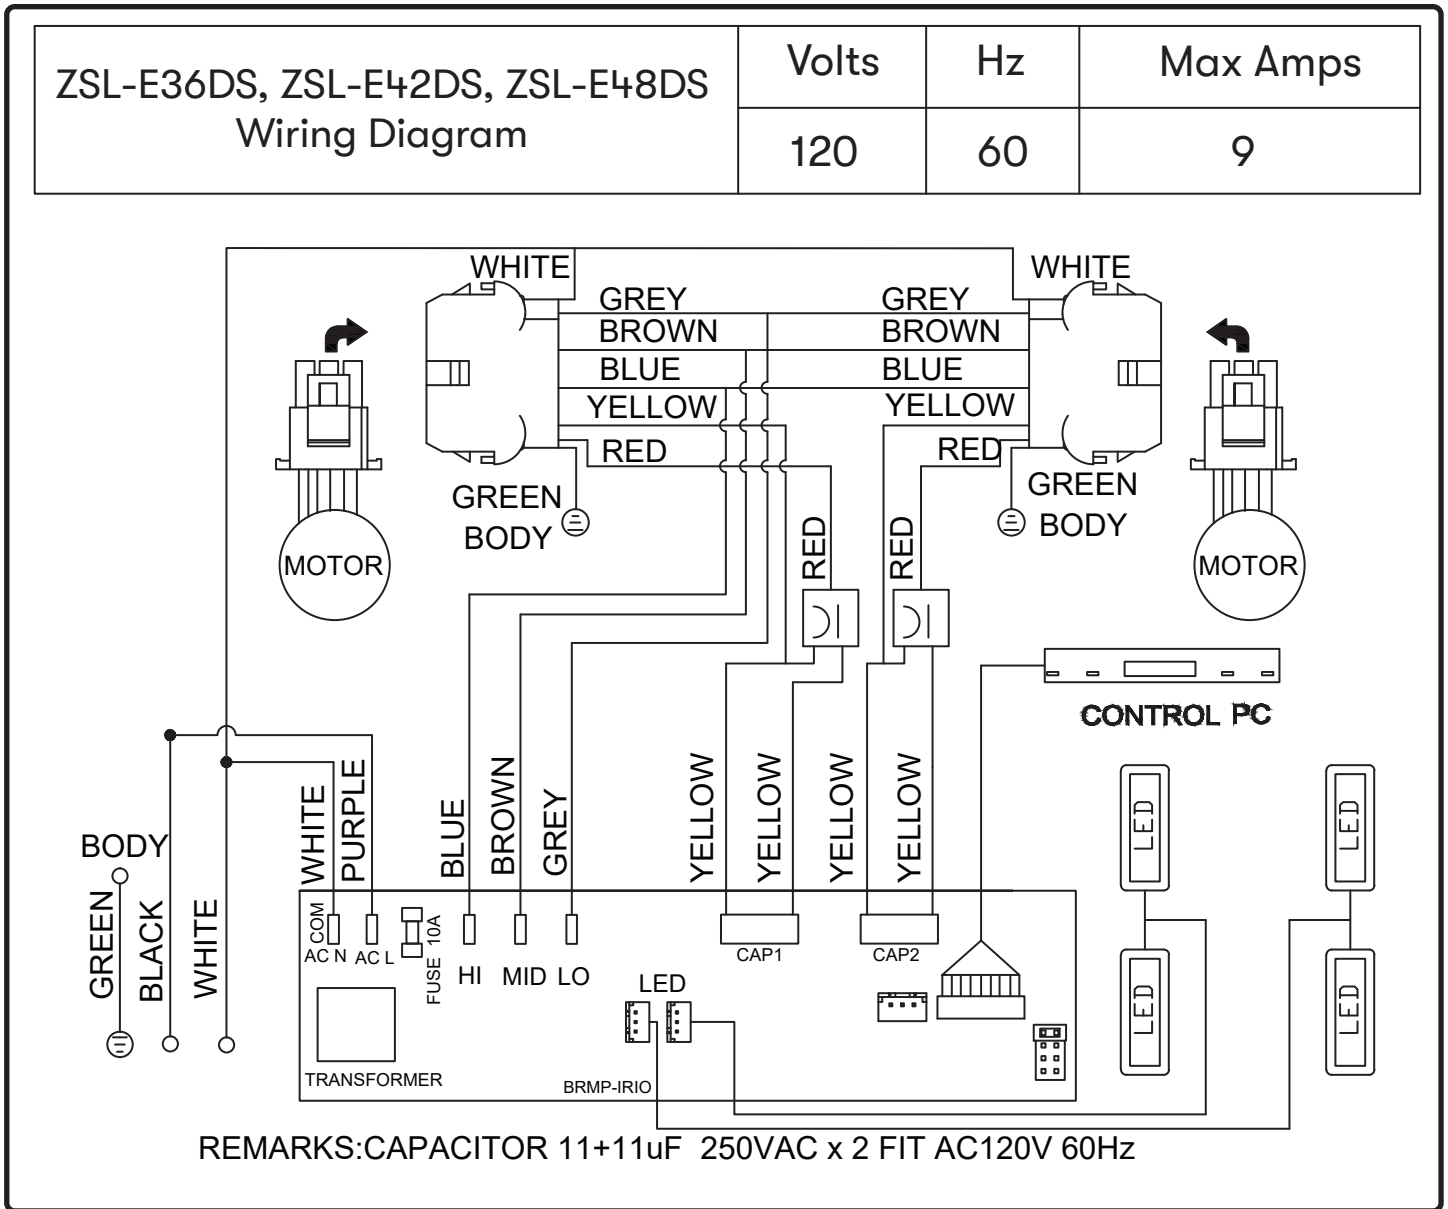 ZSL-E36DS, ZSL-E42DS, ZSL-E48DS
Wiring Diagram
Volts
Hz
Max Amps
120
60
9
WHITE
WHITE
GREY
GREY
BROWN
BROWN
BLUE
BLUE
YELLOW
YELLOW
RED
RED
GREEN
BODY
GREEN
BODY
MOTOR
MOTOR
RED
RED
CONTROL PC
WHITE
PURPLE
BLUE
BROWN
GREY
YELLOW
YELLOW
YELLOW
YELLOW
LED
LED
BODY
GREEN
BLACK
WHITE
COM
AC N
AC L
FUSE 10A
HI
MID
LO
CAP1
CAP2
LED
LED
LED
TRANSFORMER
BRMP-IRIO
REMARKS:CAPACITOR 11+11uF 250VAC x 2 FIT AC120V 60Hz